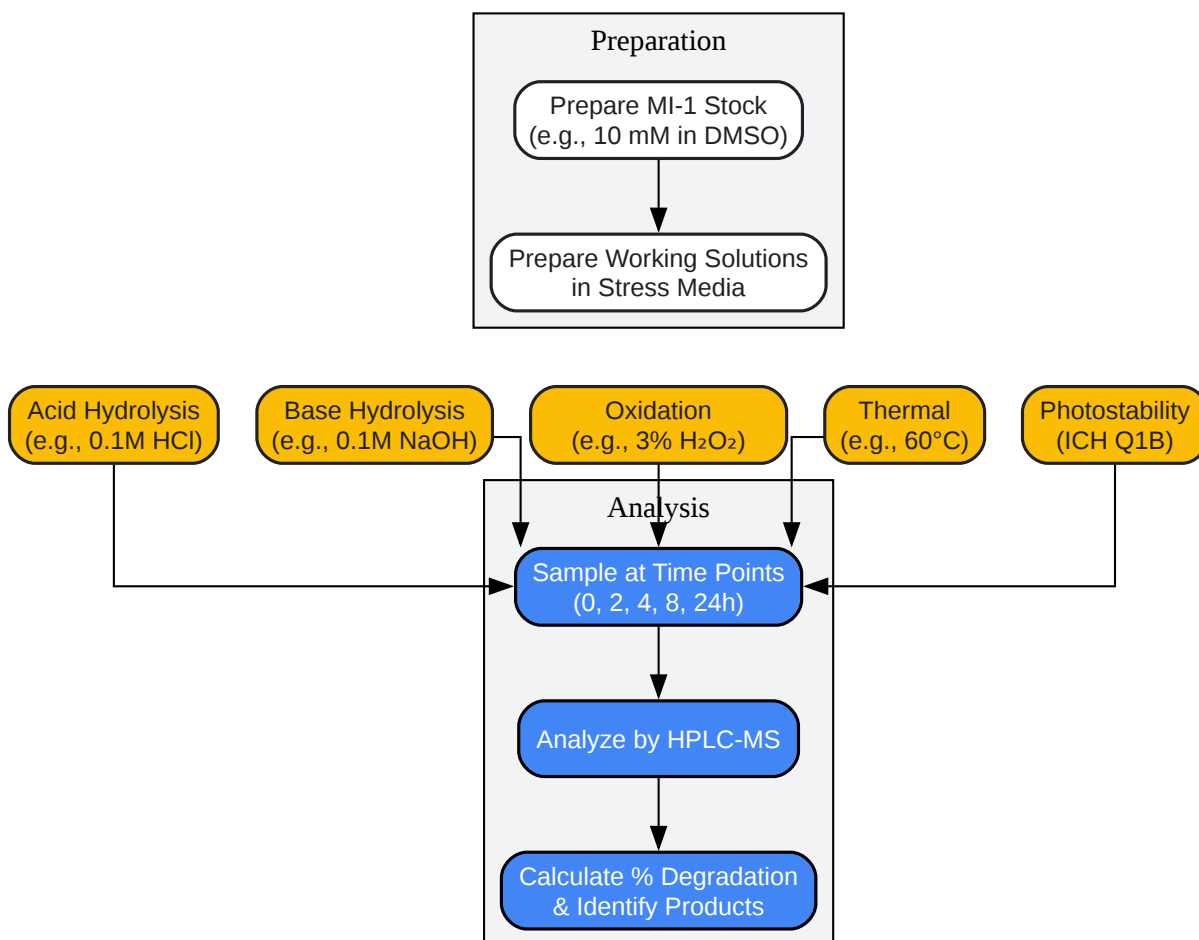 Preparation
Prepare MI-1 Stock
(e.g., 10 mM in DMSO)
Prepare Working Solutions
in Stress Media
Acid Hydrolysis
(e.g., 0.1M HCl)
Base Hydrolysis
(e.g., 0.1M NaOH)
Oxidation
(e.g., 3% H₂O₂)
Thermal
(e.g., 60°C)
Photostability
(ICH Q1B)
Analysis
Sample at Time Points
(0, 2, 4, 8, 24h)
Analyze by HPLC-MS
Calculate % Degradation
& Identify Products